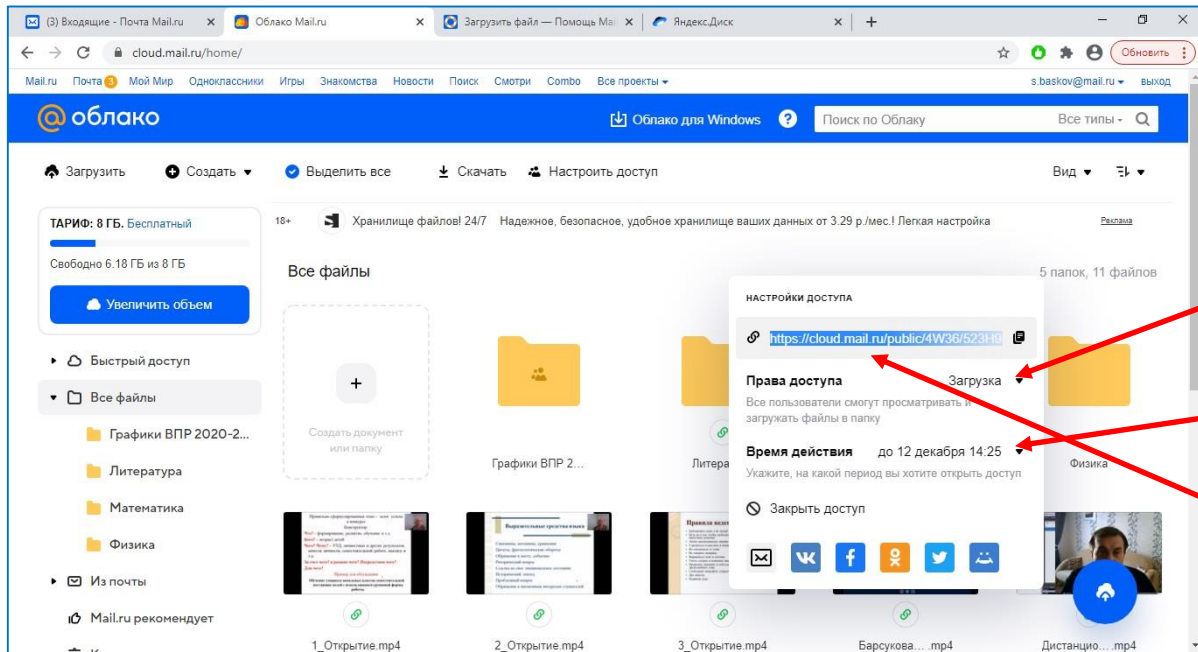 (3) Входящие - Почта Mail.ru
Облако Mail.ru
Загрузить файл — Помощь Mai
Яндекс.Диск
cloud.mail.ru/home/
Обновить
Mail.ru Почта 3 Мой Мир Одноклассники Игры Знакомства Новости Поиск Смотри Combo Все проекты
s.baskov@mail.ru выход
облако
Облако для Windows ? Поиск по Облаку Все типы
Загрузить Создать Выделить все Скачать Настроить доступ Вид
ТАРИФ: 8 ГБ. Бесплатный
Свободно 6.18 ГБ из 8 ГБ
Увеличить объем
18+ Хранилище файлов! 24/7 Надежное, безопасное, удобное хранилище ваших данных от 3.29 р./мес.! Легкая настройка Реклама
Все файлы
5 папок, 11 файлов
Быстрый доступ
Все файлы
Графики ВПР 2020-2...
Литература
Математика
Физика
Из почты
Mail.ru рекомендует
Создать документ
или папку
Графики ВПР 2...
Литера
Физика
НАСТРОЙКИ ДОСТУПА
https://cloud.mail.ru/public/4W36/523H9
Права доступа Загрузка
Все пользователи смогут просматривать и
загружать файлы в папку
Время действия до 12 декабря 14:25
Укажите, на какой период вы хотите открыть доступ
Закрыть доступ
Выразительные средства языка
1_Открытие.mp4
2_Открытие.mp4
3_Открытие.mp4
Барсукова... .mp4
Дистанцио... .mp4